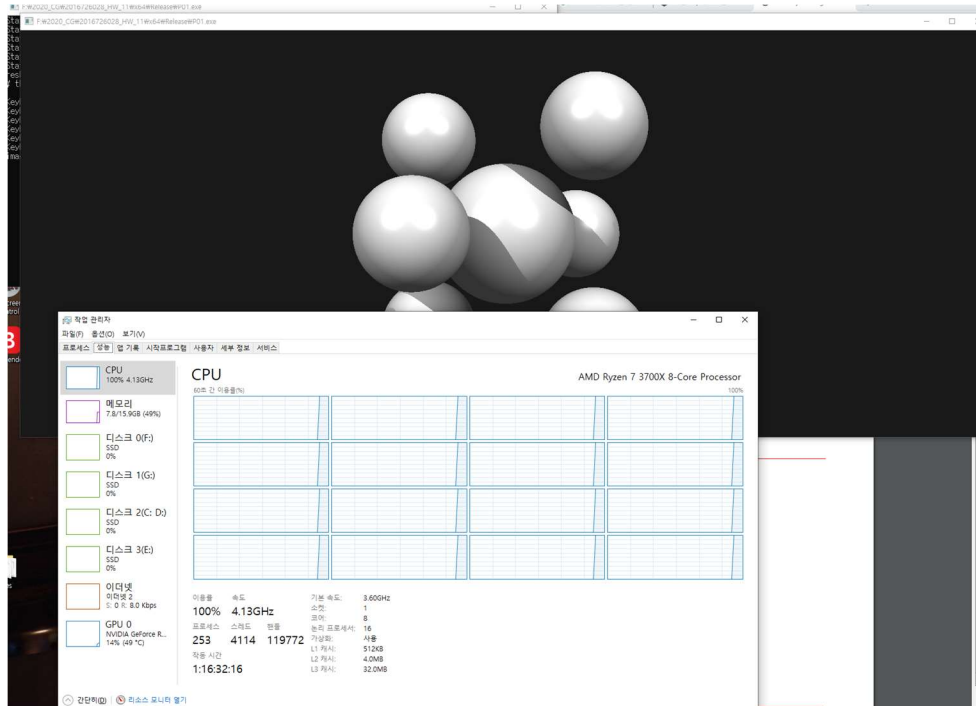 F:₩2020_CG₩2016726028_HW_11₩x64₩Release₩P01.exe
F:₩2020_CG₩2016726028_HW_11₩x64₩Release₩P01.exe
작업 관리자
파일(F) 옵션(O) 보기(V)
프로세스 성능 앱 기록 시작프로그램 사용자 세부 정보 서비스
CPU
100% 4.13GHz
메모리
7.8/15.9GB (49%)
디스크 0(F:)
SSD
0%
디스크 1(G:)
SSD
0%
디스크 2(C: D:)
SSD
0%
디스크 3(E:)
SSD
0%
이더넷
이더넷 2
S: 0 R: 8.0 Kbps
GPU 0
NVIDIA GeForce R...
14% (49 °C)
CPU
AMD Ryzen 7 3700X 8-Core Processor
60초 간 이용률(%)
100%
이용률 속도
100% 4.13GHz
프로세스 스레드 핸들
253 4114 119772
작동 시간
1:16:32:16
기본 속도: 3.60GHz
소켓: 1
코어: 8
논리 프로세서: 16
가상화: 사용
L1 캐시: 512KB
L2 캐시: 4.0MB
L3 캐시: 32.0MB
간단히(D) 리소스 모니터 열기